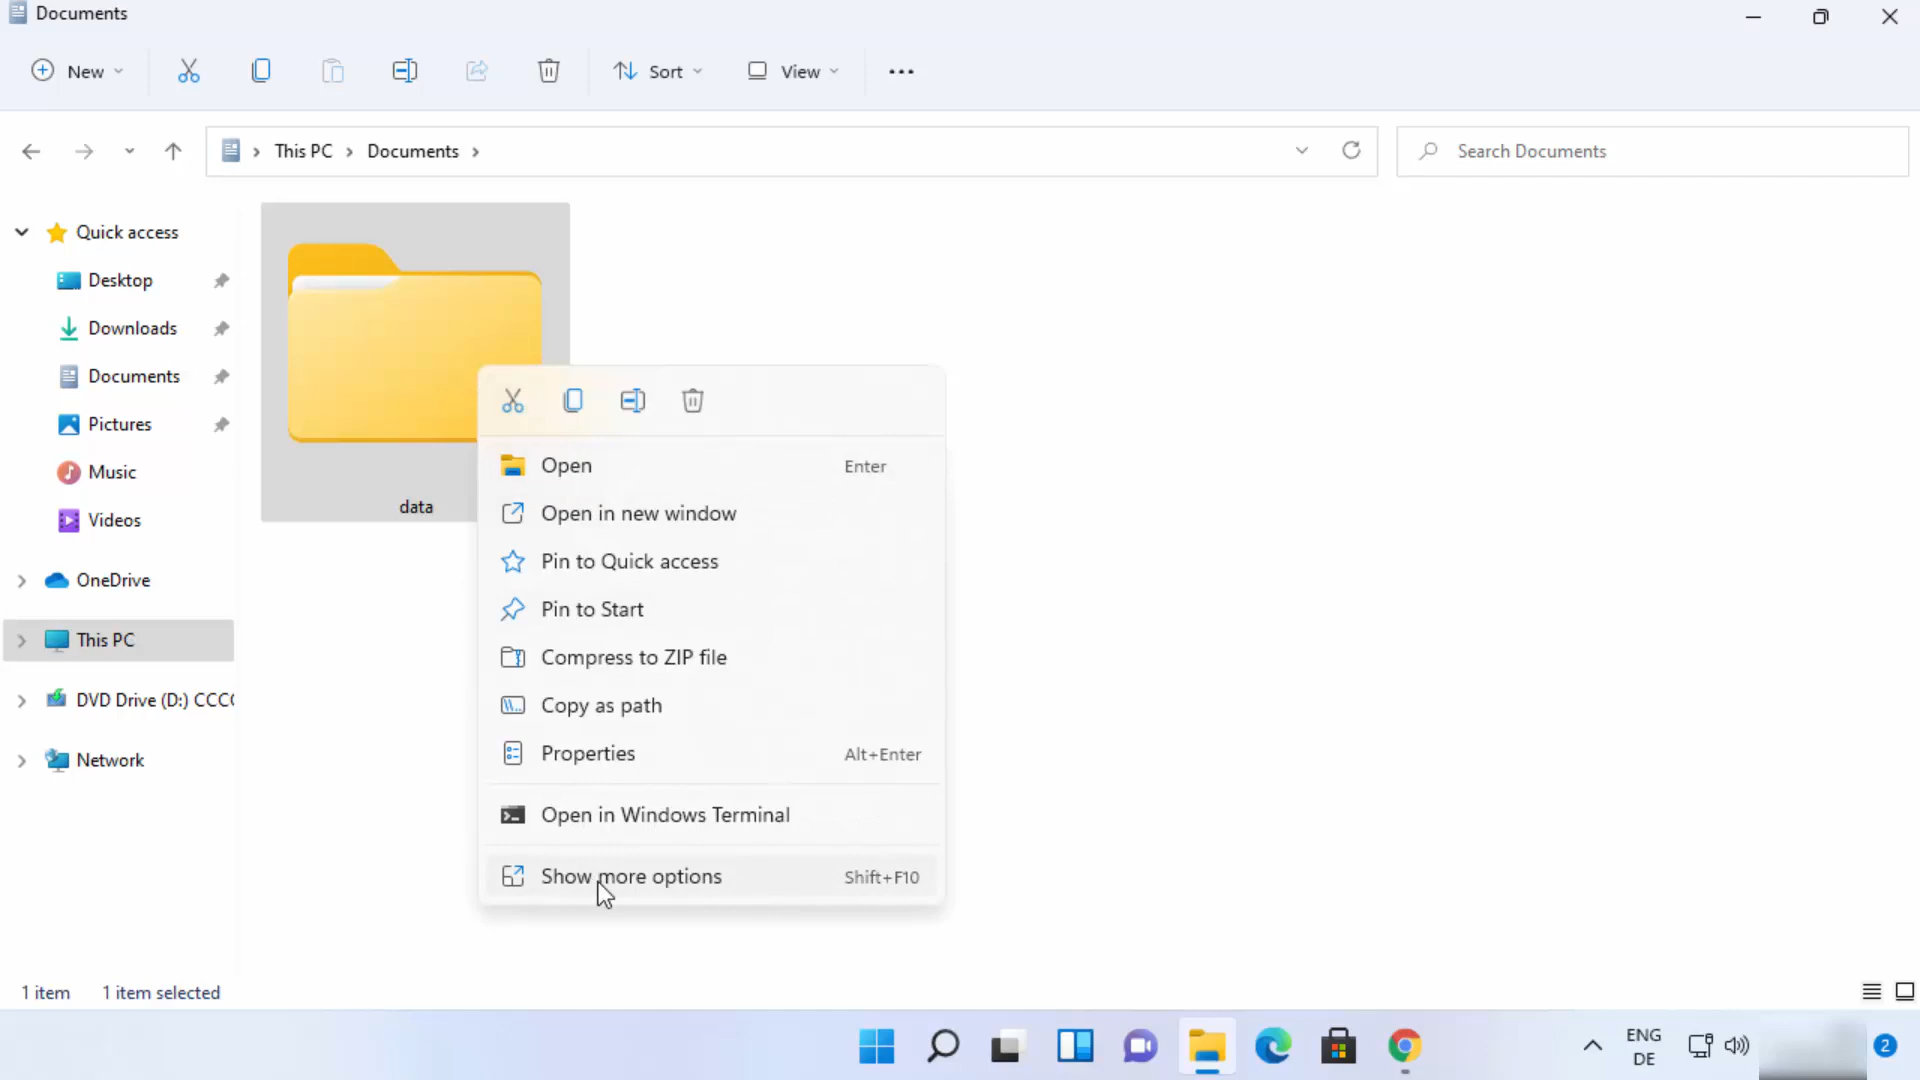 Documents
New
Sort
View
This PC
Documents
Search Documents
Quick access
Desktop
Downloads
Documents
Pictures
Music
Videos
OneDrive
This PC
DVD Drive (D:)
Network
data
Open Enter
Open in new window
Pin to Quick access
Pin to Start
Compress to ZIP file
Copy as path
Properties Alt+Enter
Open in Windows Terminal
Show more options Shift+F10
1 item 1 item selected
ENG
DE
2